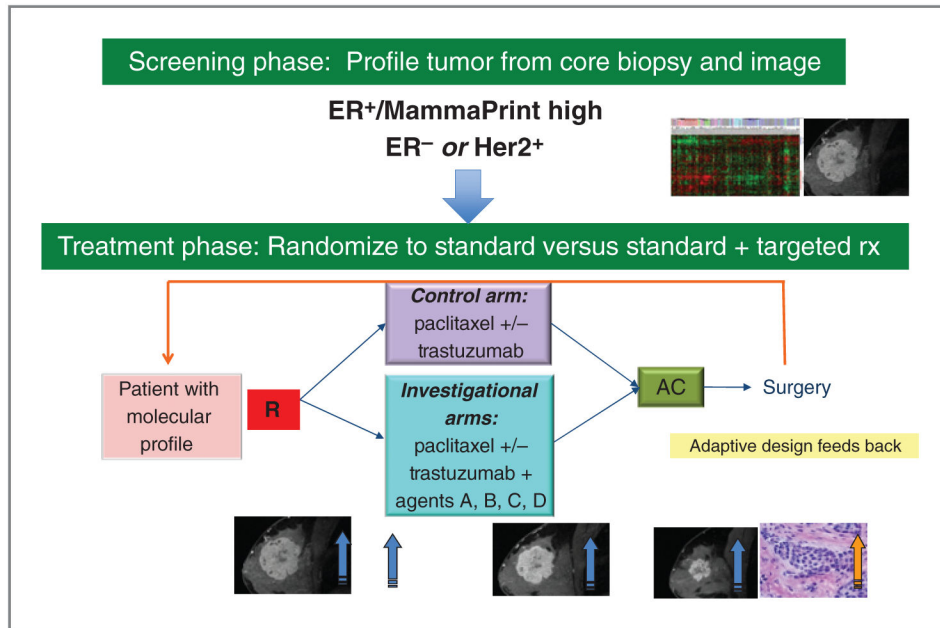 Screening phase: Profile tumor from core biopsy and image
ER⁺/MammaPrint high
ER⁻ or Her2⁺
Treatment phase: Randomize to standard versus standard + targeted rx
Control arm:
paclitaxel +/–
trastuzumab
Patient with
molecular
profile
R
Investigational
arms:
paclitaxel +/–
trastuzumab +
agents A, B, C, D
AC
Surgery
Adaptive design feeds back